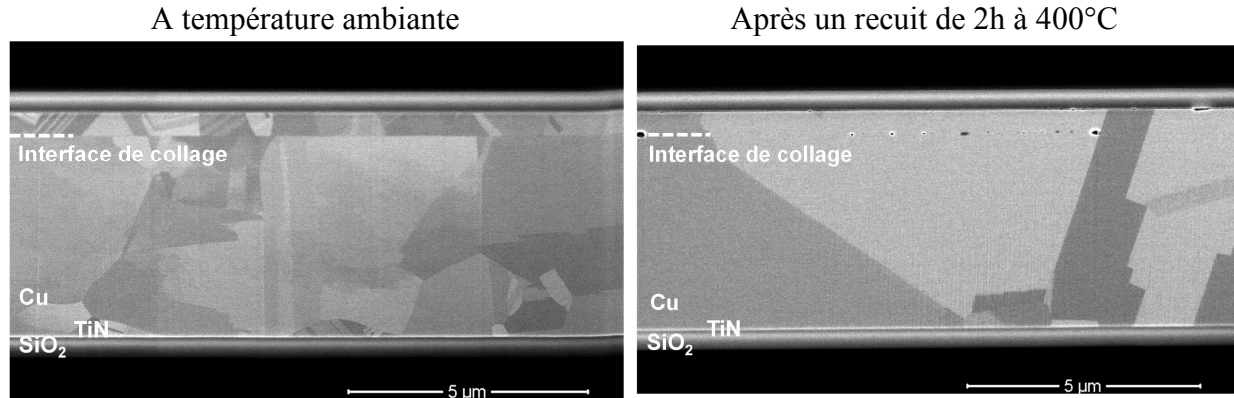 A température ambiante
Interface de collage
Cu
TiN
SiO₂
5 µm
Après un recuit de 2h à 400°C
Interface de collage
Cu
TiN
SiO₂
5 µm